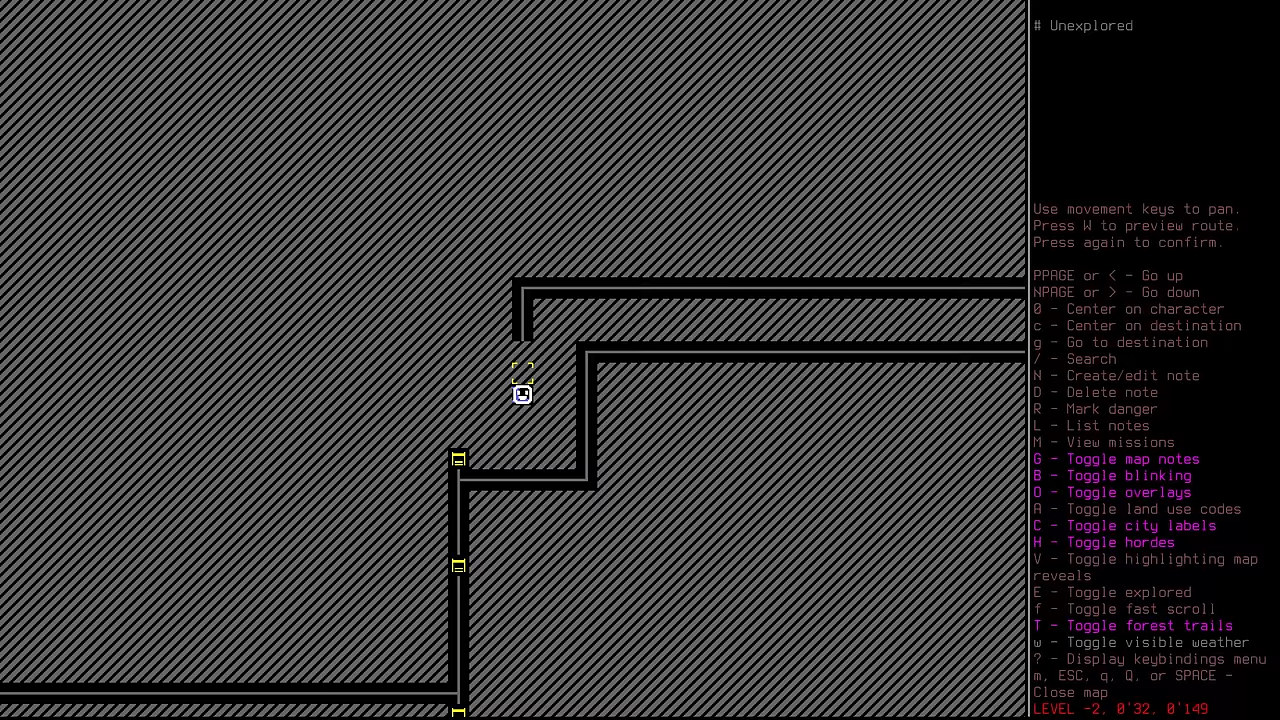 # Unexplored
Use movement keys to pan.
Press W to preview route.
Press again to confirm.
PPAGE or < - Go up
NPAGE or > - Go down
0 - Center on character
c - Center on destination
g - Go to destination
/ - Search
N - Create/edit note
D - Delete note
R - Mark danger
L - List notes
M - View missions
G - Toggle map notes
B - Toggle blinking
O - Toggle overlays
A - Toggle land use codes
C - Toggle city labels
H - Toggle hordes
V - Toggle highlighting map
reveals
E - Toggle explored
f - Toggle fast scroll
T - Toggle forest trails
w - Toggle visible weather
? - Display keybindings menu
m, ESC, q, Q, or SPACE -
Close map
LEVEL -2, 0'32, 0'149